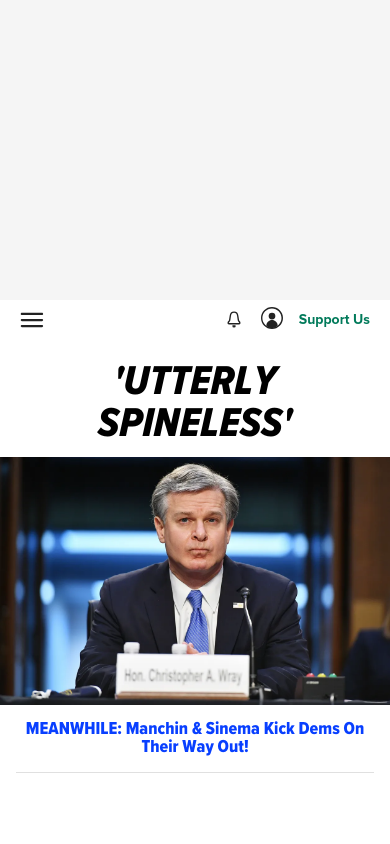 Support Us
'UTTERLY
SPINELESS'
Hon. Christopher A. Wray
MEANWHILE: Manchin & Sinema Kick Dems On
Their Way Out!